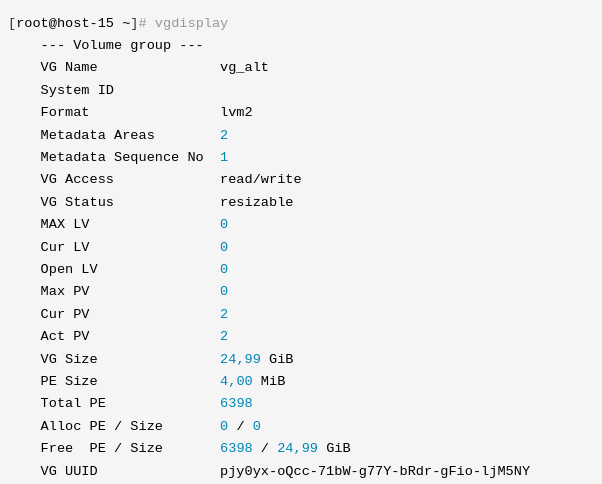 [root@host-15 ~]# vgdisplay
--- Volume group ---
VG Name vg_alt
System ID
Format lvm2
Metadata Areas 2
Metadata Sequence No 1
VG Access read/write
VG Status resizable
MAX LV 0
Cur LV 0
Open LV 0
Max PV 0
Cur PV 2
Act PV 2
VG Size 24,99 GiB
PE Size 4,00 MiB
Total PE 6398
Alloc PE / Size 0 / 0
Free  PE / Size 6398 / 24,99 GiB
VG UUID pjy0yx-oQcc-71bW-g77Y-bRdr-gFio-ljM5NY